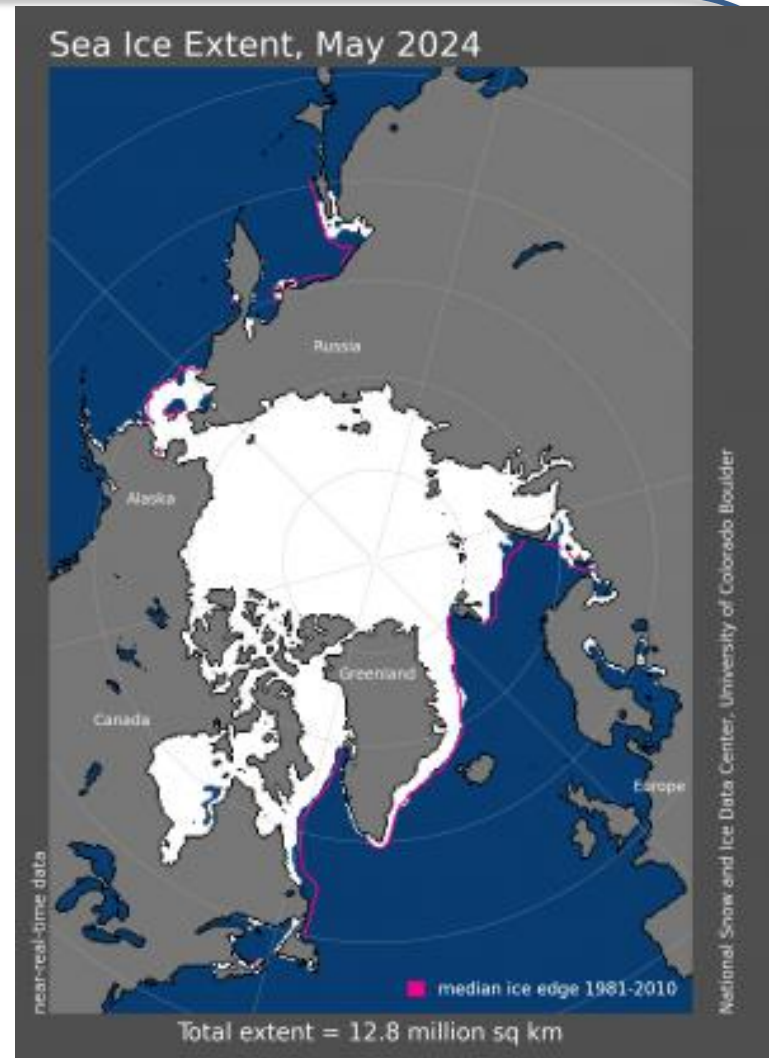 Sea Ice Extent, May 2024
Russia
Alaska
Greenland
Canada
Europe
near-real-time data
National Snow and Ice Data Center, University of Colorado Boulder
median ice edge 1981-2010
Total extent = 12.8 million sq km